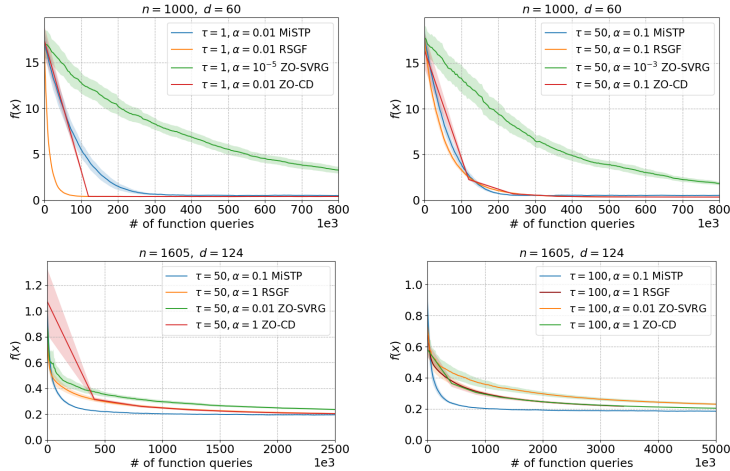 n = 1000, d = 60
f(x)
15
10
5
0
τ = 1, α = 0.01 MiSTP
τ = 1, α = 0.01 RSGF
τ = 1, α = 10⁻⁵ ZO-SVRG
τ = 1, α = 0.01 ZO-CD
0 100 200 300 400 500 600 700 800
# of function queries 1e3
n = 1000, d = 60
f(x)
15
10
5
0
τ = 50, α = 0.1 MiSTP
τ = 50, α = 0.1 RSGF
τ = 50, α = 10⁻³ ZO-SVRG
τ = 50, α = 0.1 ZO-CD
0 200 400 600 800
# of function queries 1e3
n = 1605, d = 124
f(x)
1.2
1.0
0.8
0.6
0.4
0.2
0.0
τ = 50, α = 0.1 MiSTP
τ = 50, α = 1 RSGF
τ = 50, α = 0.01 ZO-SVRG
τ = 50, α = 1 ZO-CD
0 500 1000 1500 2000 2500
# of function queries 1e3
n = 1605, d = 124
f(x)
1.0
0.8
0.6
0.4
0.2
0.0
τ = 100, α = 0.1 MiSTP
τ = 100, α = 1 RSGF
τ = 100, α = 0.01 ZO-SVRG
τ = 100, α = 1 ZO-CD
0 1000 2000 3000 4000 5000
# of function queries 1e3